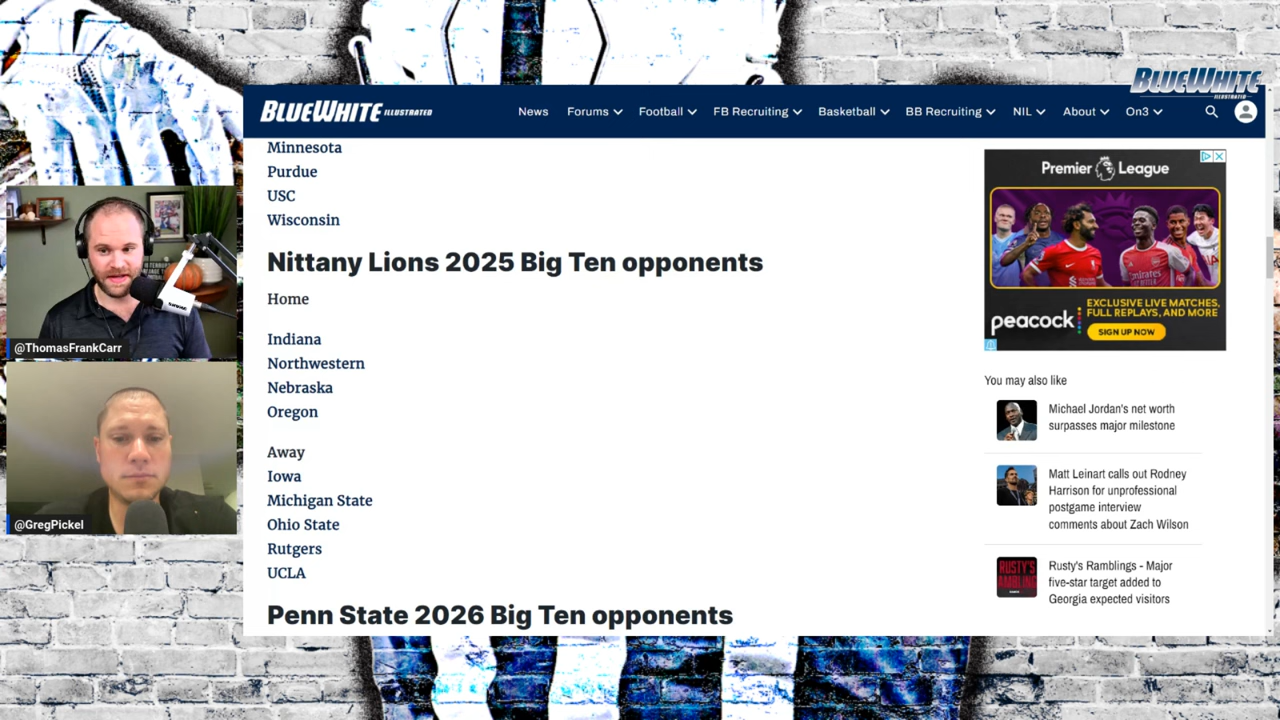 BLUEWHITE
ILLUSTRATED
BLUEWHITE ILLUSTRATED
News Forums Football FB Recruiting Basketball BB Recruiting NIL About On3
Minnesota
Purdue
USC
Wisconsin
Nittany Lions 2025 Big Ten opponents
Home
Indiana
Northwestern
Nebraska
Oregon
Away
Iowa
Michigan State
Ohio State
Rutgers
UCLA
Penn State 2026 Big Ten opponents
Premier League
peacock
EXCLUSIVE LIVE MATCHES,
FULL REPLAYS, AND MORE
SIGN UP NOW
You may also like
Michael Jordan's net worth
surpasses major milestone
Matt Leinart calls out Rodney
Harrison for unprofessional
postgame interview
comments about Zach Wilson
RUSTY'S
RAMBLINGS
Rusty's Ramblings - Major
five-star target added to
Georgia expected visitors
@ThomasFrankCarr
SHURE
@GregPickel